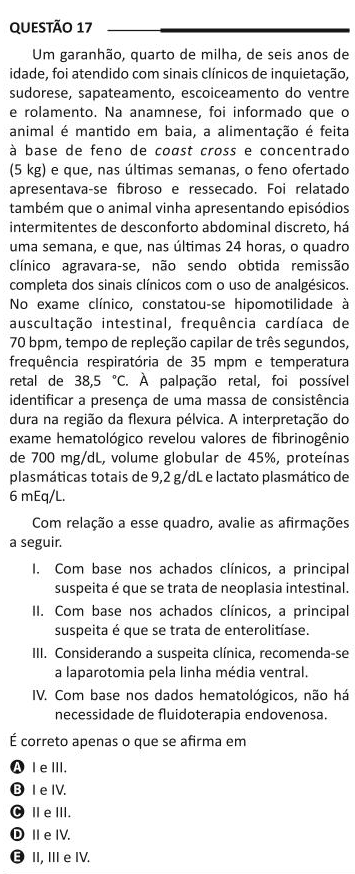 QUESTÃO 17
Um garanhão, quarto de milha, de seis anos de
idade, foi atendido com sinais clínicos de inquietação,
sudorese, sapateamento, escoiceamento do ventre
e rolamento. Na anamnese, foi informado que o
animal é mantido em baia, a alimentação é feita
à base de feno de coast cross e concentrado
(5 kg) e que, nas últimas semanas, o feno ofertado
apresentava-se fibroso e ressecado. Foi relatado
também que o animal vinha apresentando episódios
intermitentes de desconforto abdominal discreto, há
uma semana, e que, nas últimas 24 horas, o quadro
clínico agravara-se, não sendo obtida remissão
completa dos sinais clínicos com o uso de analgésicos.
No exame clínico, constatou-se hipomotilidade à
auscultação intestinal, frequência cardíaca de
70 bpm, tempo de repleção capilar de três segundos,
frequência respiratória de 35 mpm e temperatura
retal de 38,5 °C. À palpação retal, foi possível
identificar a presença de uma massa de consistência
dura na região da flexura pélvica. A interpretação do
exame hematológico revelou valores de fibrinogênio
de 700 mg/dL, volume globular de 45%, proteínas
plasmáticas totais de 9,2 g/dL e lactato plasmático de
6 mEq/L.
Com relação a esse quadro, avalie as afirmações
a seguir.
I. Com base nos achados clínicos, a principal
suspeita é que se trata de neoplasia intestinal.
II. Com base nos achados clínicos, a principal
suspeita é que se trata de enterolitíase.
III. Considerando a suspeita clínica, recomenda-se
a laparotomia pela linha média ventral.
IV. Com base nos dados hematológicos, não há
necessidade de fluidoterapia endovenosa.
É correto apenas o que se afirma em
A I e III.
B I e IV.
C II e III.
D II e IV.
E II, III e IV.